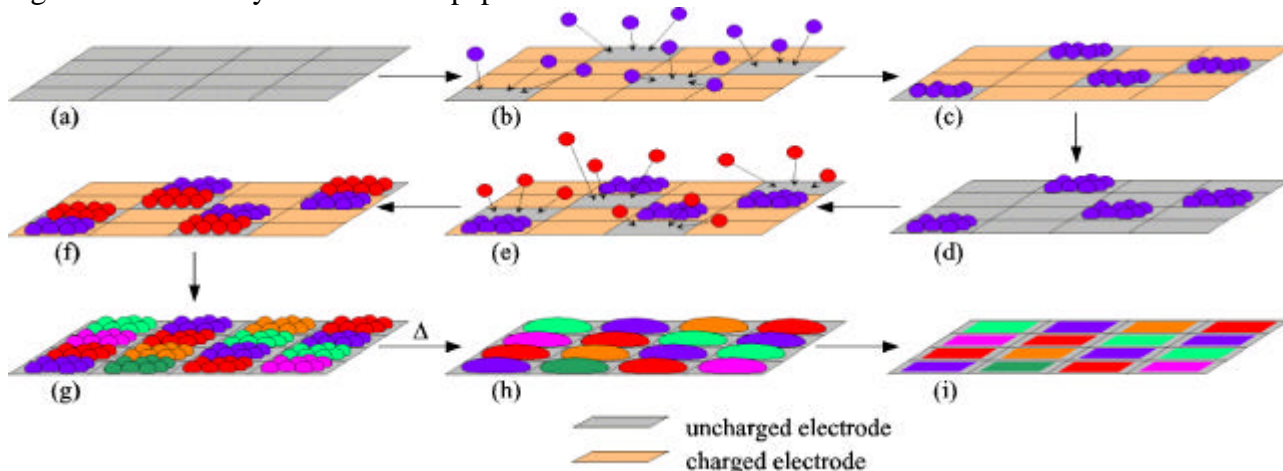 (a)
(b)
(c)
(f)
(e)
(d)
(g)
Δ
(h)
(i)
uncharged electrode
charged electrode